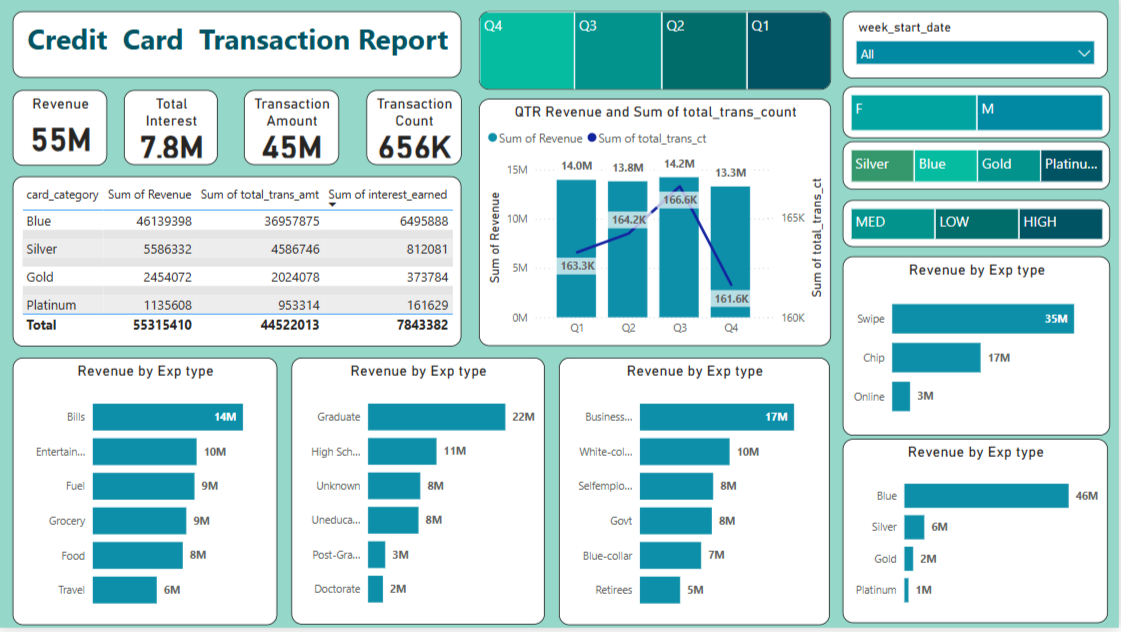 Credit Card Transaction Report
Q4 Q3 Q2 Q1
week_start_date
All
Revenue
55M
Total
Interest
7.8M
Transaction
Amount
45M
Transaction
Count
656K
F M
Silver Blue Gold Platinu...
MED LOW HIGH
card_category Sum of Revenue Sum of total_trans_amt Sum of interest_earned
Blue 46139398 36957875 6495888
Silver 5586332 4586746 812081
Gold 2454072 2024078 373784
Platinum 1135608 953314 161629
Total 55315410 44522013 7843382
QTR Revenue and Sum of total_trans_count
Sum of Revenue Sum of total_trans_ct
Sum of Revenue
15M
10M
5M
0M
14.0M 13.8M 14.2M 13.3M
163.3K 164.2K 166.6K 161.6K
Q1 Q2 Q3 Q4
165K
160K
Sum of total_trans_ct
Revenue by Exp type
Swipe 35M
Chip 17M
Online 3M
Revenue by Exp type
Bills 14M
Entertain... 10M
Fuel 9M
Grocery 9M
Food 8M
Travel 6M
Revenue by Exp type
Graduate 22M
High Sch... 11M
Unknown 8M
Uneduca... 8M
Post-Gra... 3M
Doctorate 2M
Revenue by Exp type
Business... 17M
White-col... 10M
Selfemplo... 8M
Govt 8M
Blue-collar 7M
Retirees 5M
Revenue by Exp type
Blue 46M
Silver 6M
Gold 2M
Platinum 1M